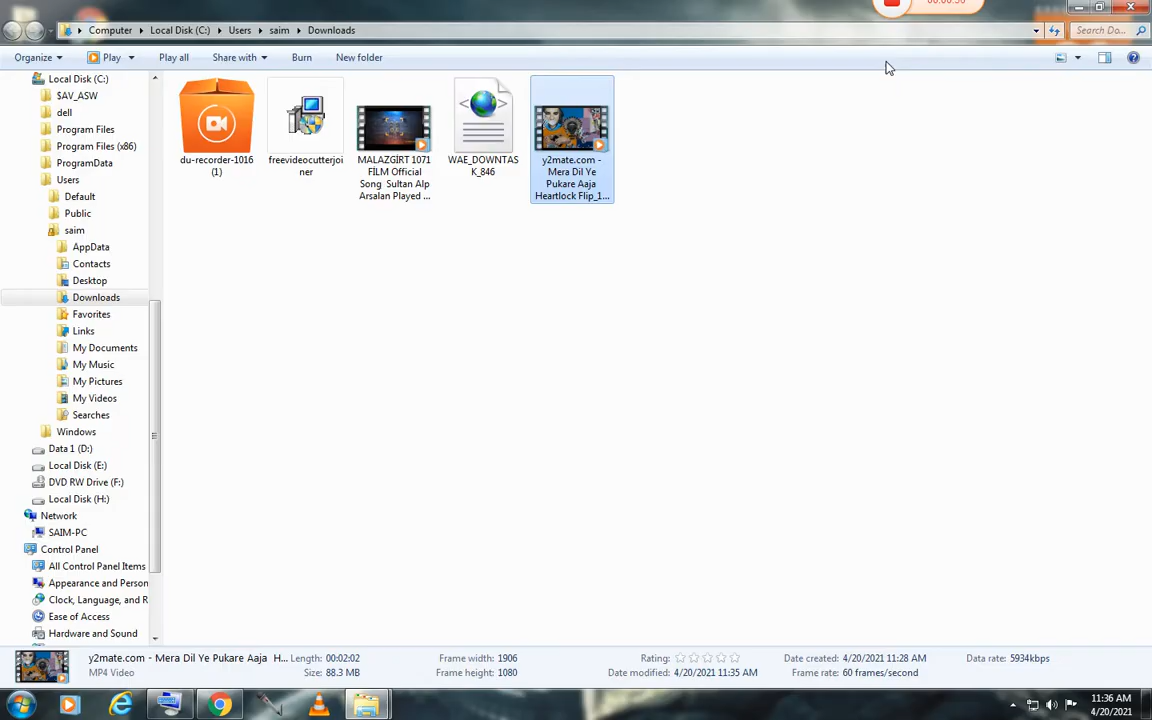 00:00:30
Computer Local Disk (C:) Users saim Downloads
Search Do...
Organize Play Play all Share with Burn New folder
Local Disk (C:)
$AV_ASW
dell
Program Files
Program Files (x86)
ProgramData
Users
Default
Public
saim
AppData
Contacts
Desktop
Downloads
Favorites
Links
My Documents
My Music
My Pictures
My Videos
Searches
Windows
Data 1 (D:)
Local Disk (E:)
DVD RW Drive (F:)
Local Disk (H:)
Network
SAIM-PC
Control Panel
All Control Panel Items
Appearance and Person
Clock, Language, and R
Ease of Access
Hardware and Sound
du-recorder-1016
(1)
freevideocutterjoi
ner
MALAZGİRT 1071
FİLM Official
Song Sultan Alp
Arsalan Played ...
WAE_DOWNTAS
K_846
y2mate.com -
Mera Dil Ye
Pukare Aaja
Heartlock Flip_1...
y2mate.com - Mera Dil Ye Pukare Aaja H... Length: 00:02:02 Frame width: 1906 Rating: Date created: 4/20/2021 11:28 AM Data rate: 5934kbps
MP4 Video Size: 88.3 MB Frame height: 1080 Date modified: 4/20/2021 11:35 AM Frame rate: 60 frames/second
11:36 AM
4/20/2021